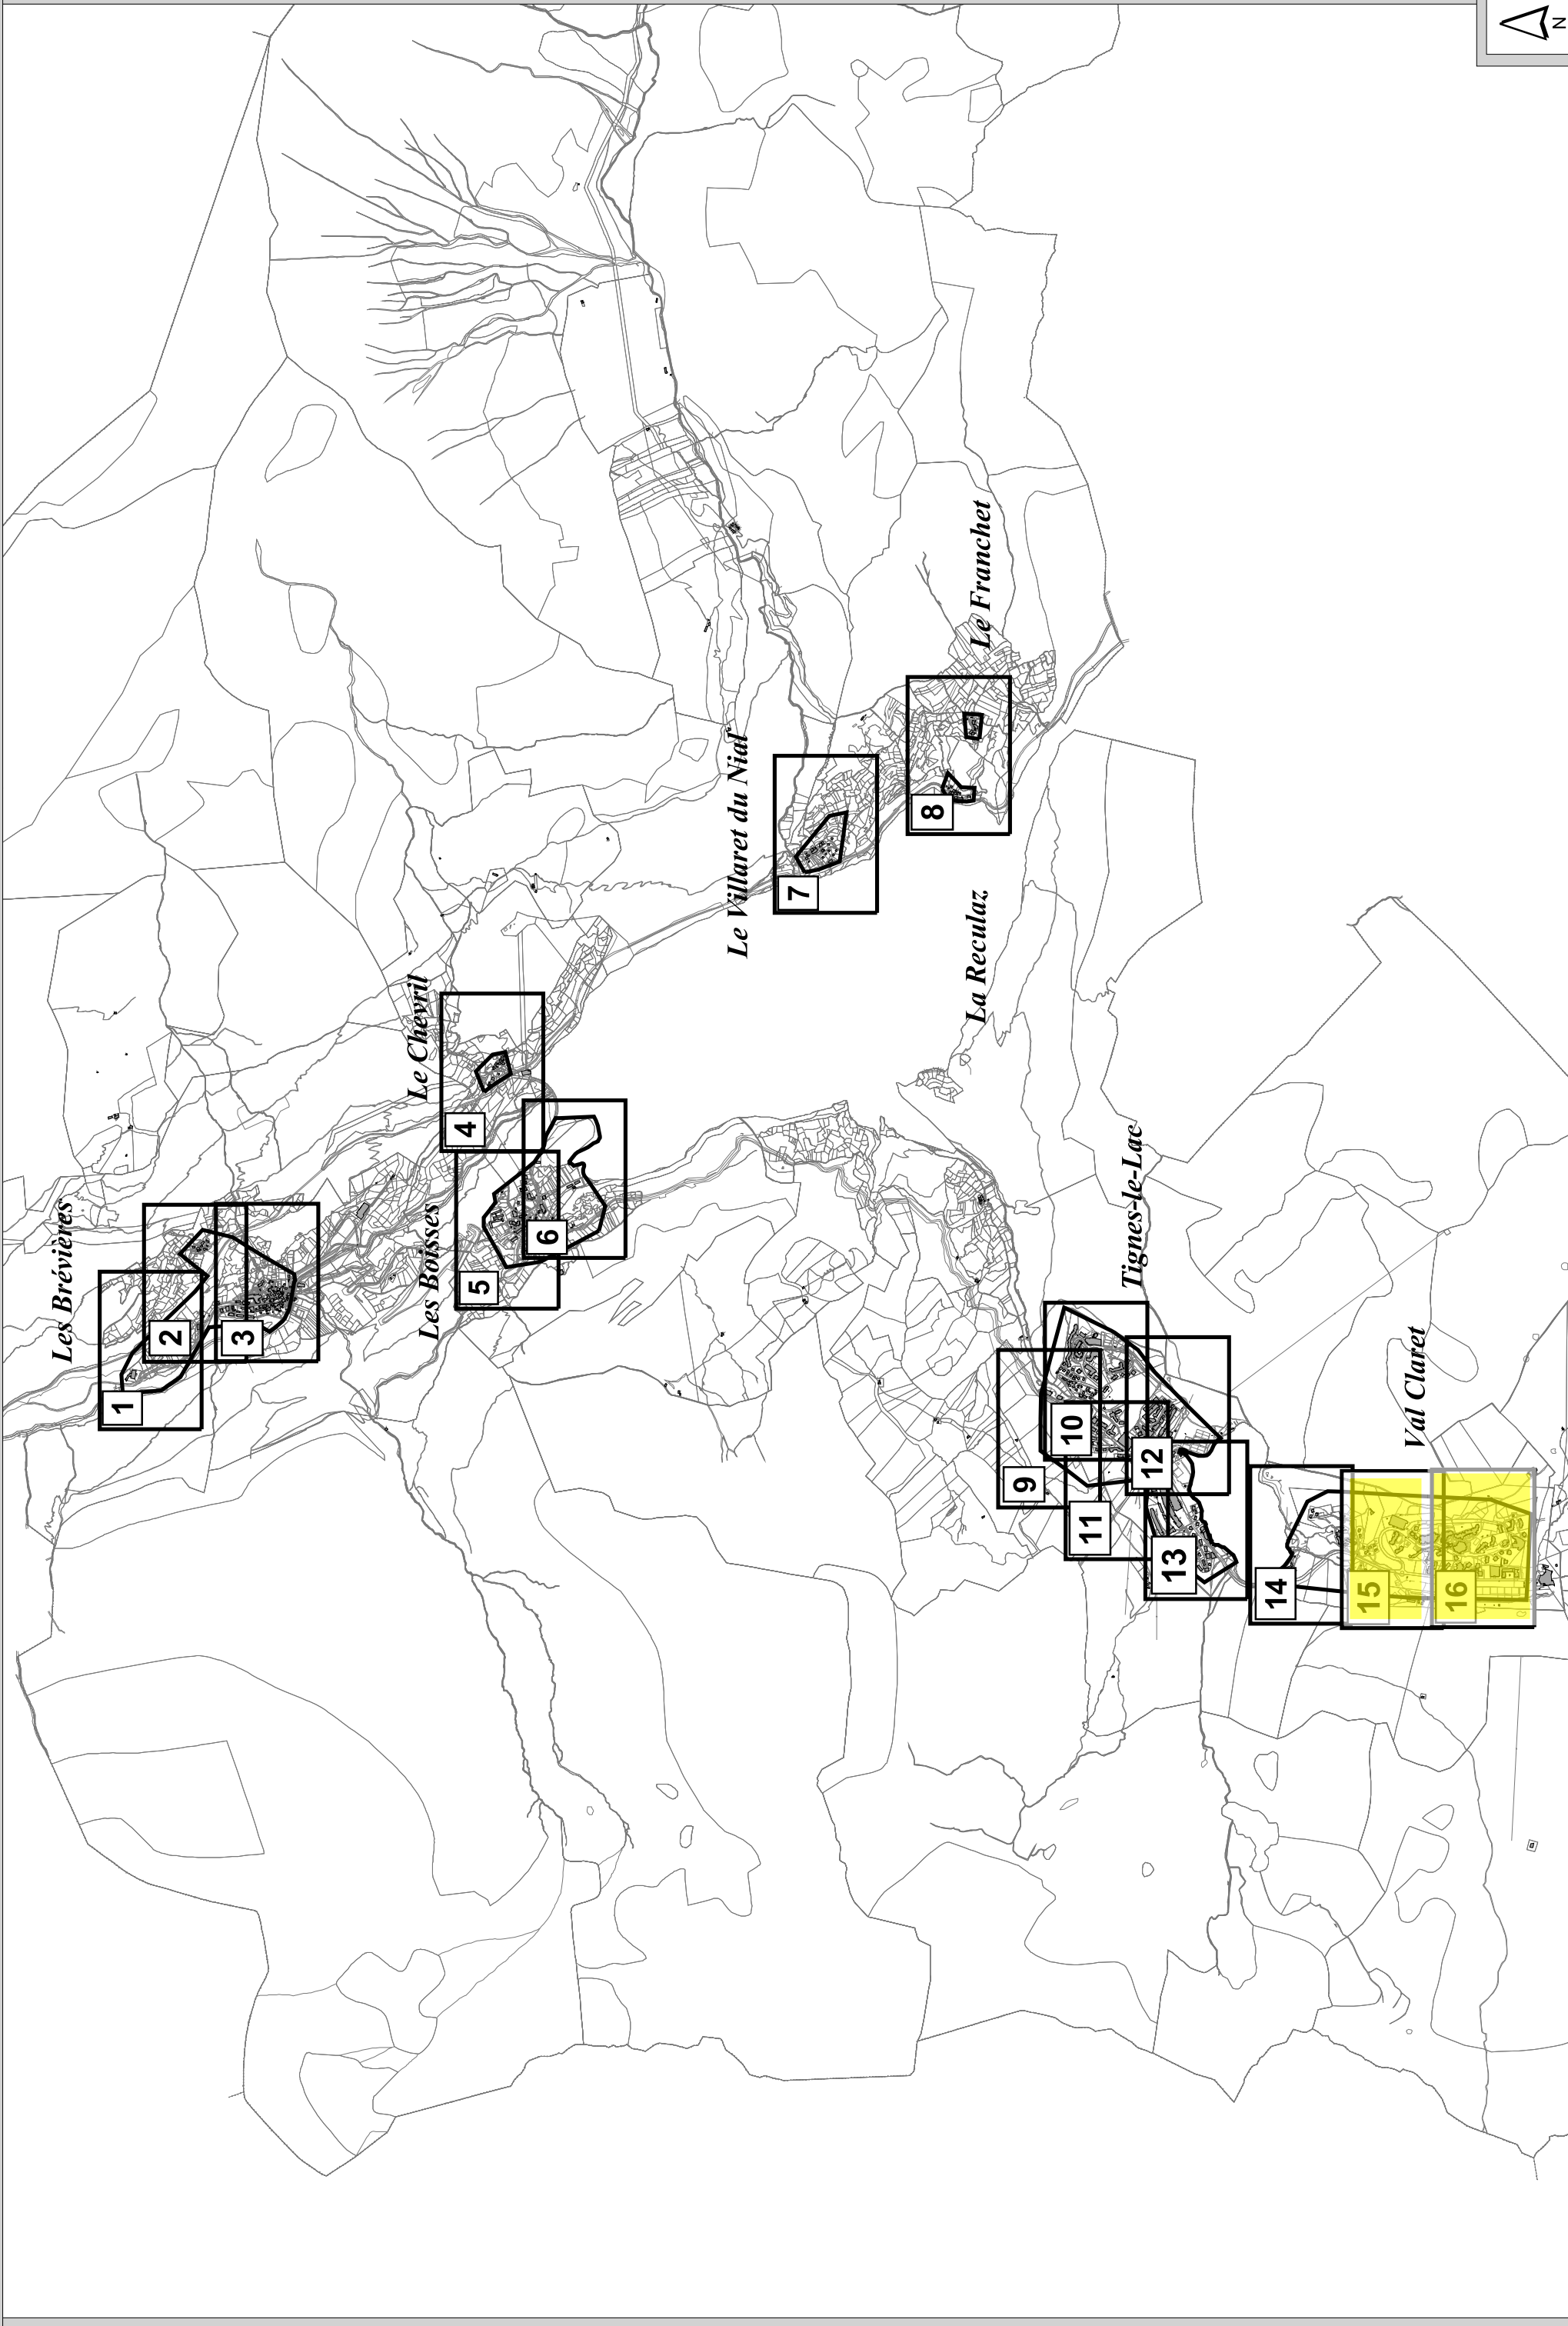 Les Brévières
1
2
3
Le Chevril
4
Les Boisses
5
6
Le Villaret du Nial
7
Le Franchet
8
La Reculaz
Tignes-le-Lac
9
10
11
12
13
Val Claret
14
15
16
N